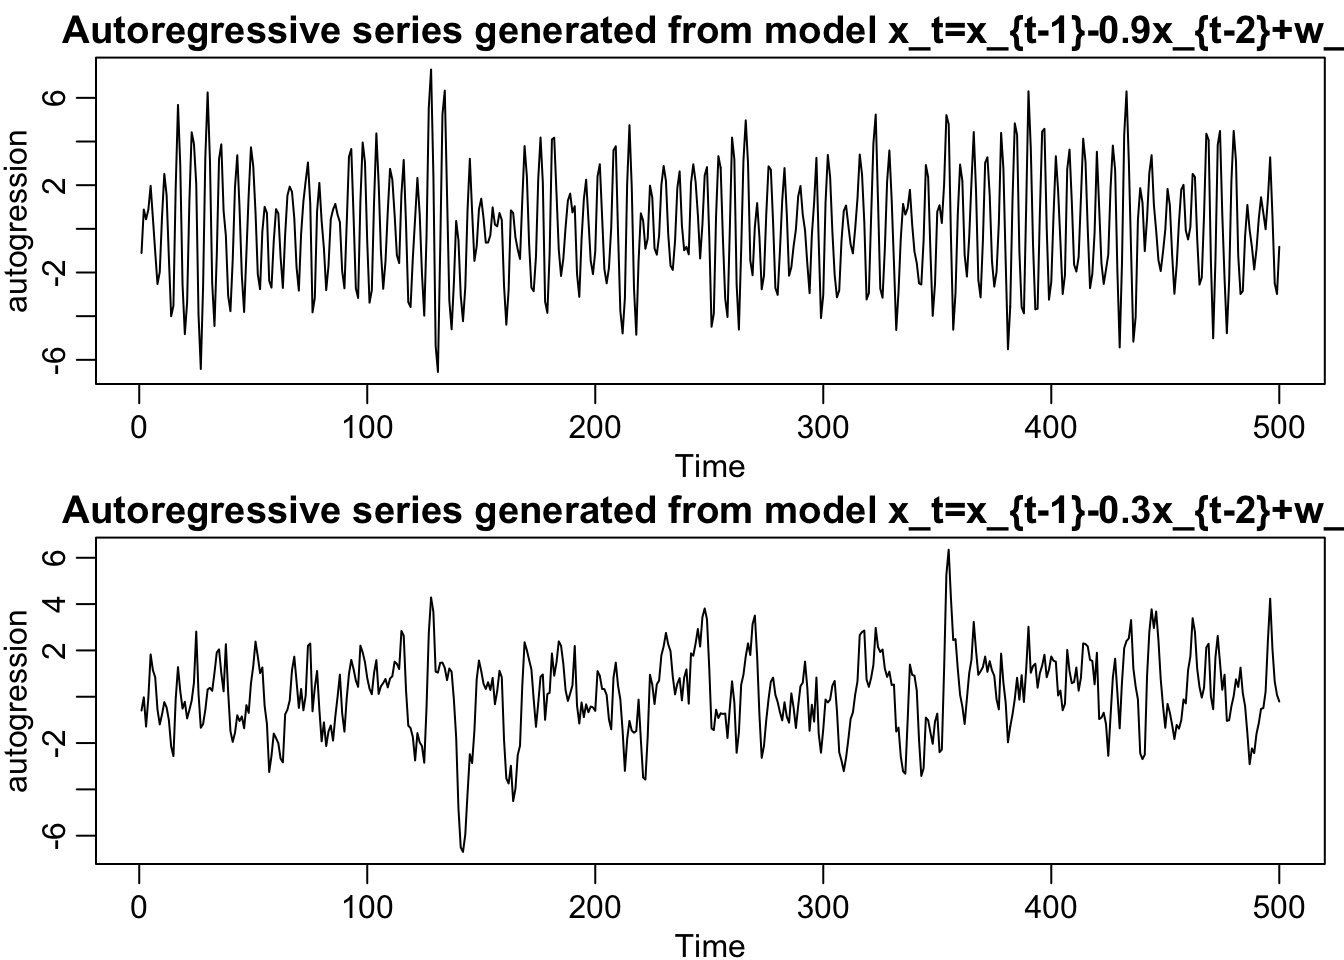 Autoregressive series generated from model x_t=x_{t-1}-0.9x_{t-2}+w_
6
2
-2
-6
autogression
0 100 200 300 400 500
Time
Autoregressive series generated from model x_t=x_{t-1}-0.3x_{t-2}+w_
6
4
2
-2
-6
autogression
0 100 200 300 400 500
Time